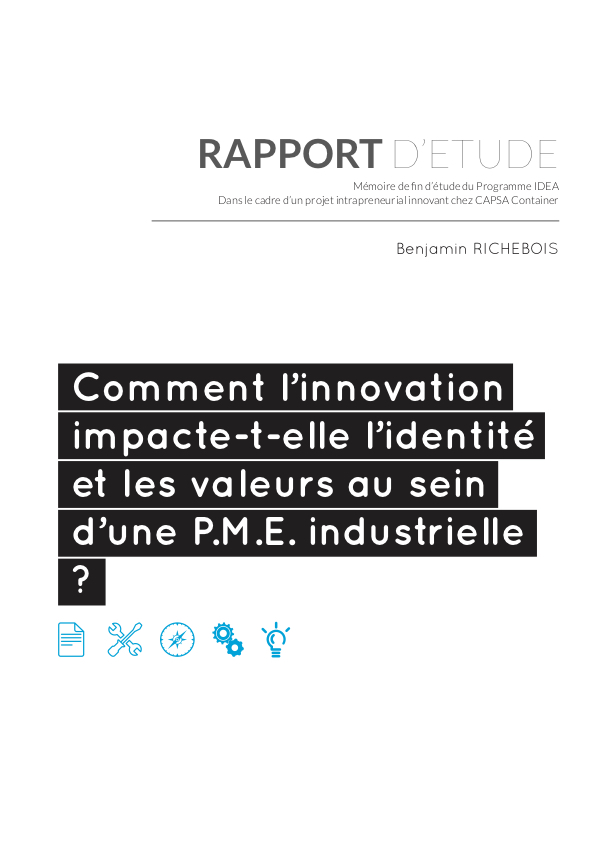 RAPPORT D’ETUDE
Mémoire de fin d’étude du Programme IDEA
Dans le cadre d’un projet intrapreneurial innovant chez CAPSA Container
Benjamin RICHEBOIS
Comment l’innovation
impacte-t-elle l’identité
et les valeurs au sein
d’une P.M.E. industrielle
?